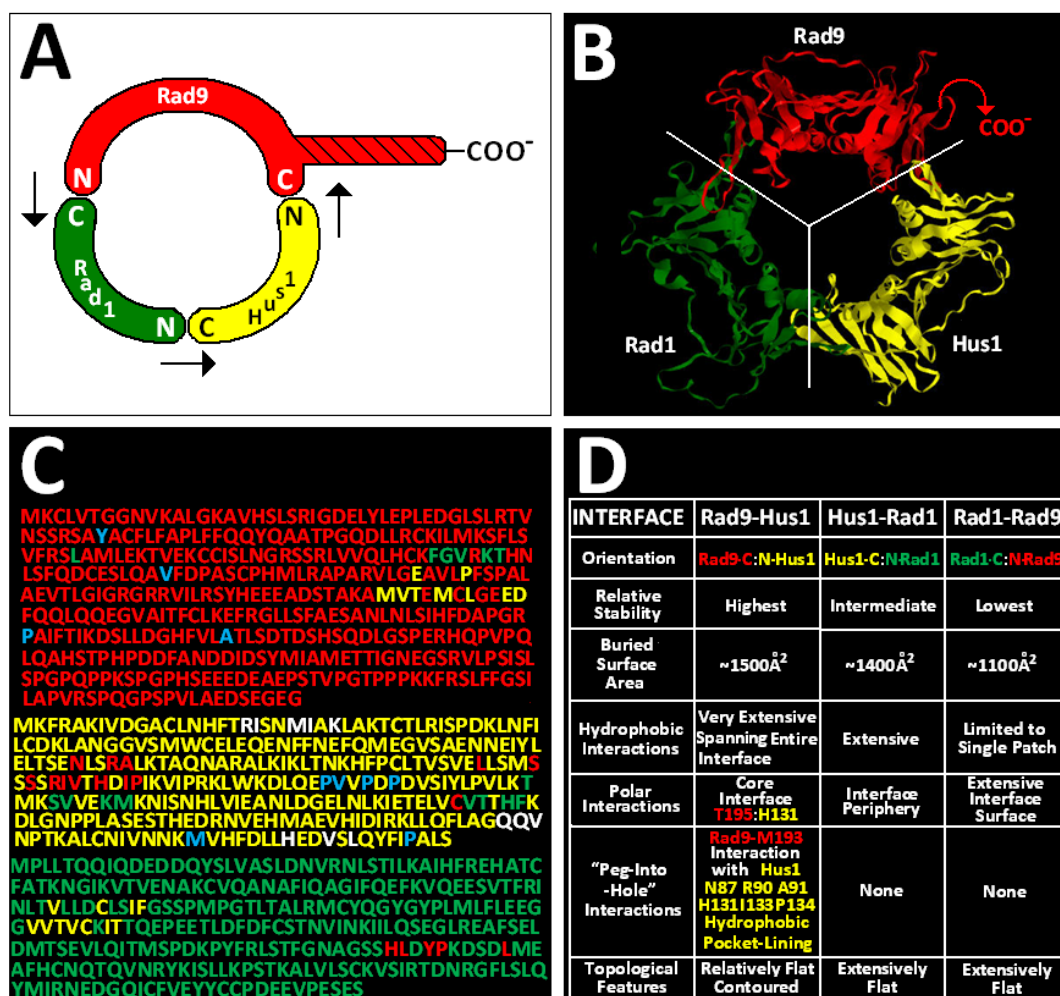 A
Rad9
COO-
N
C
C
N
Rad1
Hus1
N
C
B
Rad9
COO-
Rad1
Hus1
C
MKCLVTGGNVKALGKAVHSLSRIGDELYLEPLEDGLSLRTV
NSSRSAYACFLFAPLFFQQYQAATPGQDLLRCKILMKSFLS
VFRSLAMLEKTVEKCCISLNGRSSRLVVQLHCKFGVRKTHN
LSFQDCESLQAVFDPASCPHMLRAPARVLGEAVLPFSPAL
AEVTLGIGRGRRVILRSYHEEEADSTAKAMVTEMCLGEED
FQQLQQEGVAITFCLKEFRGLLSFAESANLNLSIHFDAPGR
PAIFTIKDSLLDGHFVLATLSDTDSHSQDLGSPERHQPVPQ
LQAHSTPHPDDFANDDIDSYMIAMETTIGNEGSRVLPSISL
SPGPQPPKSPGPHSEEEDEAEPSTVPGTPPPKKFRSLFFGSI
LAPVRSPQGPSPVLAEDSEGEG
MKFRAKIVDGACLNHFTRISNMIAKLAKTCTLRISPDKLNFI
LCDKLANGGVSMWCELEQENFFNEFQMEGVSAENNEIYL
ELTSENLSRALKTAQNARALKIKLTNKHFPCLTVSVELLSMS
SSSRIVTHDIPIKVIPRKLWKDLQEPVVPDPDVSIYLPVLKT
MKSVVEKMKNISNHLVIEANLDGELNLKIETELVCVTTHFK
DLGNPPLASESTHEDRNVEHMAEVHIDIRKLLQFLAGQQV
NPTKALCNIVNNKMVHFDLLHEDVSLQYFIPALS
MPLLTQQIQDEDDQYSLVASLDNVRNLSTILKAIHFREHATC
FATKNGIKVTVENAKCVQANAFIQAGIFQEFKVQEESVTFRI
NLTVLLDCLSIFGSSPMPGTLTALRMCYQGYGYPLMLFLEEG
GVVTVCKITTQEPEETLDFDFCSTNVINKIILQSEGLREAFSEL
DMTSEVLQITMSPDKPYFRLSTFGNAGSSHLDYPKDSDLME
AFHCNQTQVNRYKISLLKPSTKALVLSCKVSIRTDNRGFLSLQ
YMIRNEDGQICFVEYYCCPDEEVPESES
D
INTERFACE Rad9-Hus1 Hus1-Rad1 Rad1-Rad9
Orientation Rad9-C:N-Hus1 Hus1-C:N-Rad1 Rad1-C:N-Rad9
Relative Stability Highest Intermediate Lowest
Buried Surface Area ~1500Å2 ~1400Å2 ~1100Å2
Hydrophobic Interactions Very Extensive Spanning Entire Interface Extensive Limited to Single Patch
Polar Interactions Core Interface T195:H131 Interface Periphery Extensive Interface Surface
“Peg-Into-Hole” Interactions Rad9-M193 Interaction with Hus1 N87 R90 A91 H131I133P134 Hydrophobic Pocket-Lining None None
Topological Features Relatively Flat Contoured Extensively Flat Extensively Flat